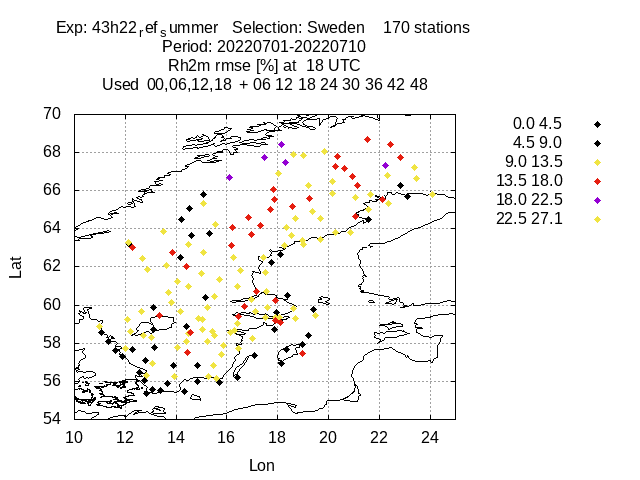 Exp: 43h22refsummer Selection: Sweden 170 stations
Period: 20220701-20220710
Rh2m rmse [%] at 18 UTC
Used 00,06,12,18 + 06 12 18 24 30 36 42 48
0.0 4.5
4.5 9.0
9.0 13.5
13.5 18.0
18.0 22.5
22.5 27.1
70
68
66
64
62
60
58
56
54
Lat
10 12 14 16 18 20 22 24
Lon